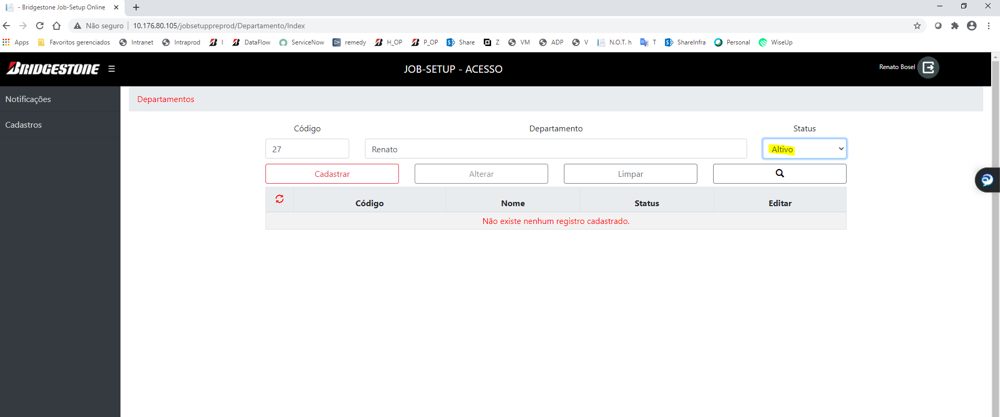 - Bridgestone Job-Setup Online
Não seguro 10.176.80.105/jobsetuppreprod/Departamento/Index
Apps Favoritos gerenciados Intranet Intraprod I DataFlow ServiceNow remedy H_OP P_OP Share Z VM ADP V N.O.T. h T ShareInfra Personal WiseUp
BRIDGESTONE JOB-SETUP - ACESSO Renato Bosel
Notificações
Cadastros
Departamentos
Código Departamento Status
27 Renato Altivo
Cadastrar Alterar Limpar
Código Nome Status Editar
Não existe nenhum registro cadastrado.